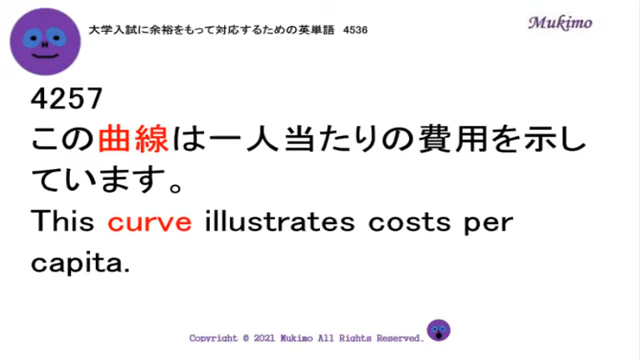 大学入試に余裕をもって対応するための英単語 4536
Mukimo
4257
この曲線は一人当たりの費用を示し
ています。
This curve illustrates costs per
capita.
Copyright © 2021 Mukimo All Rights Reserved.